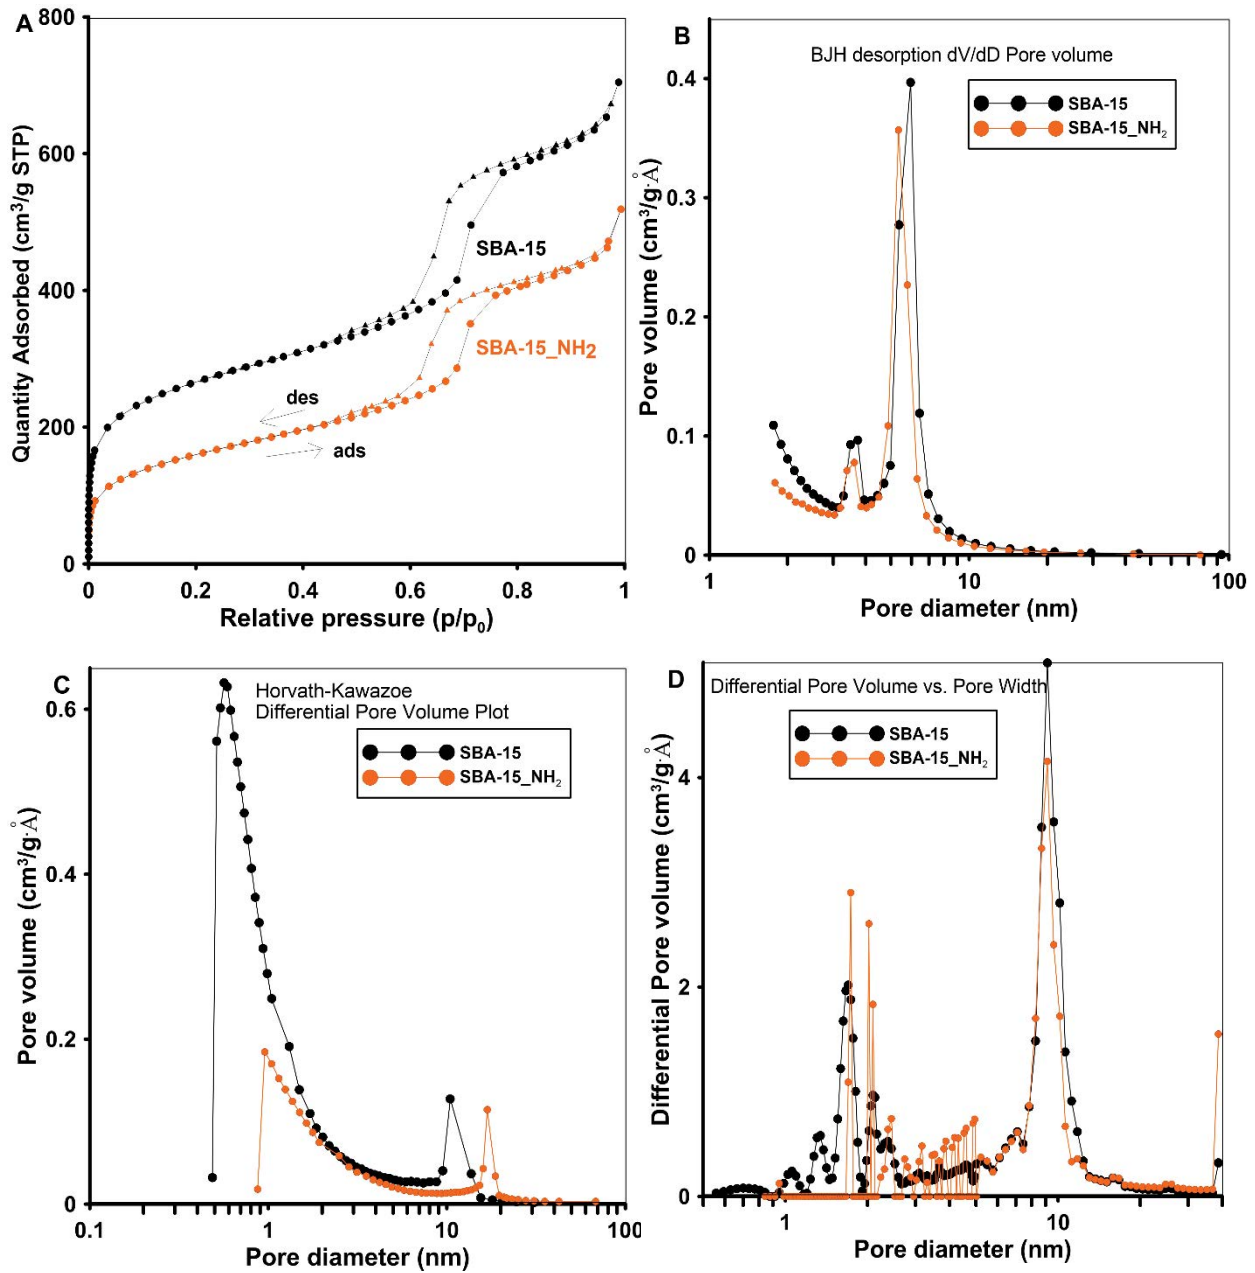 A
800
600
400
200
0
Quantity Adsorbed (cm³/g STP)
SBA-15
SBA-15_NH2
des
ads
0
0.2
0.4
0.6
0.8
1
Relative pressure (p/p₀)
B
BJH desorption dV/dD Pore volume
SBA-15
SBA-15_NH₂
0.4
0.3
0.2
0.1
0
Pore volume (cm³/g·Å)
1
10
100
Pore diameter (nm)
C
Horvath-Kawazoe
Differential Pore Volume Plot
SBA-15
SBA-15_NH₂
0.6
0.4
0.2
0
Pore volume (cm³/g·Å)
0.1
1
10
100
Pore diameter (nm)
D
Differential Pore Volume vs. Pore Width
SBA-15
SBA-15_NH₂
4
2
0
Differential Pore volume (cm³/g·Å)
1
10
Pore diameter (nm)